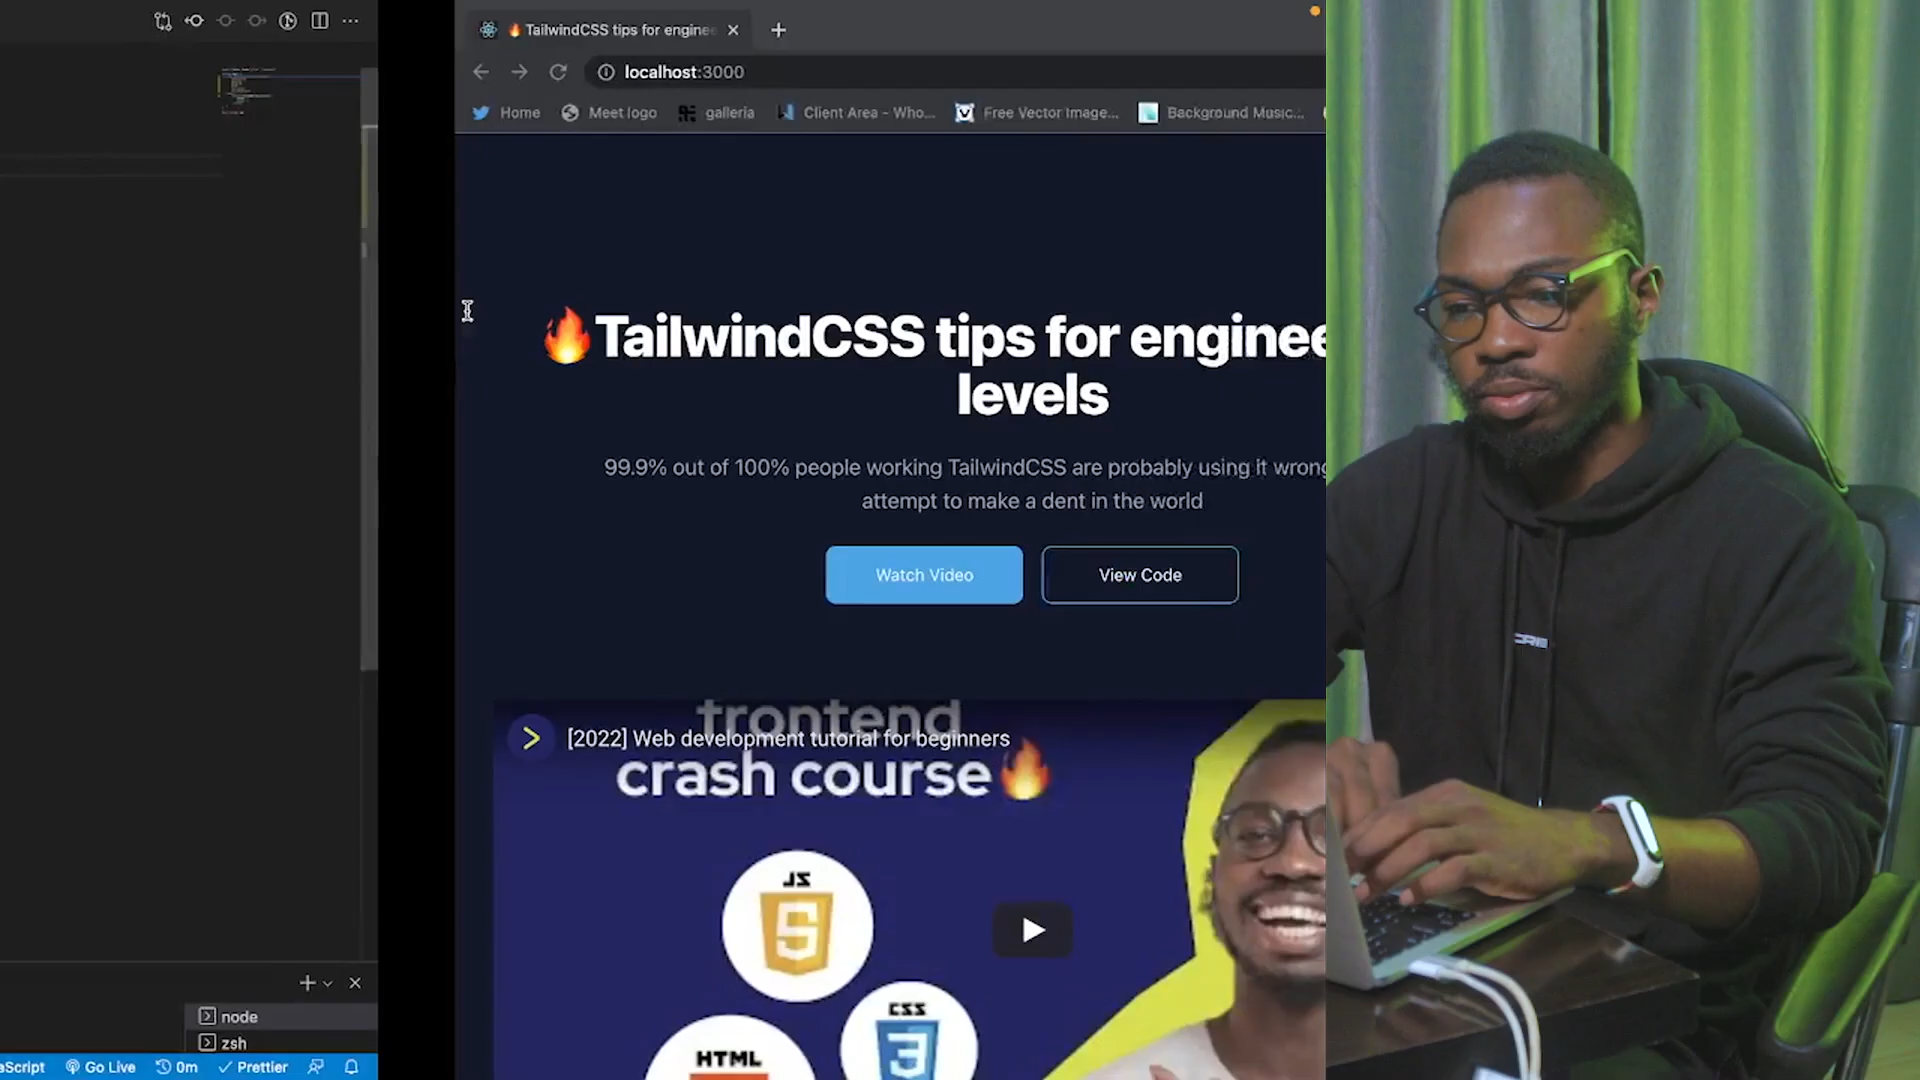 🔥 TailwindCSS tips for enginee
localhost:3000
Home
Meet logo
galleria
Client Area - Who...
Free Vector Image...
Background Music...
🔥TailwindCSS tips for enginee
levels
99.9% out of 100% people working TailwindCSS are probably using it wrong
attempt to make a dent in the world
Watch Video
View Code
frontend
[2022] Web development tutorial for beginners
crash course🔥
JS
5
CSS
3
HTML
node
zsh
aScript
Go Live
0m
Prettier